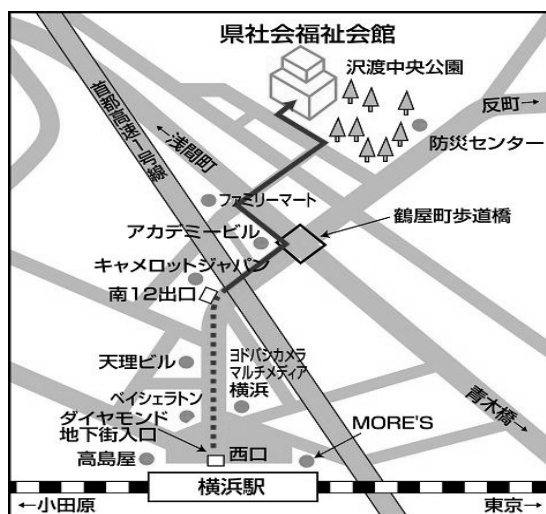 県社会福祉会館
沢渡中央公園
反町
首都高速1号線
浅間町
防災センター
ファミリーマート
鶴屋町歩道橋
アカデミービル
キャメロットジャパン
南12出口
天理ビル
ヨドバシカメラ
マルチメディア
横浜
ベイシェラトン
ダイヤモンド
地下街入口
青木橋
MORE'S
高島屋
西口
横浜駅
←小田原
東京→